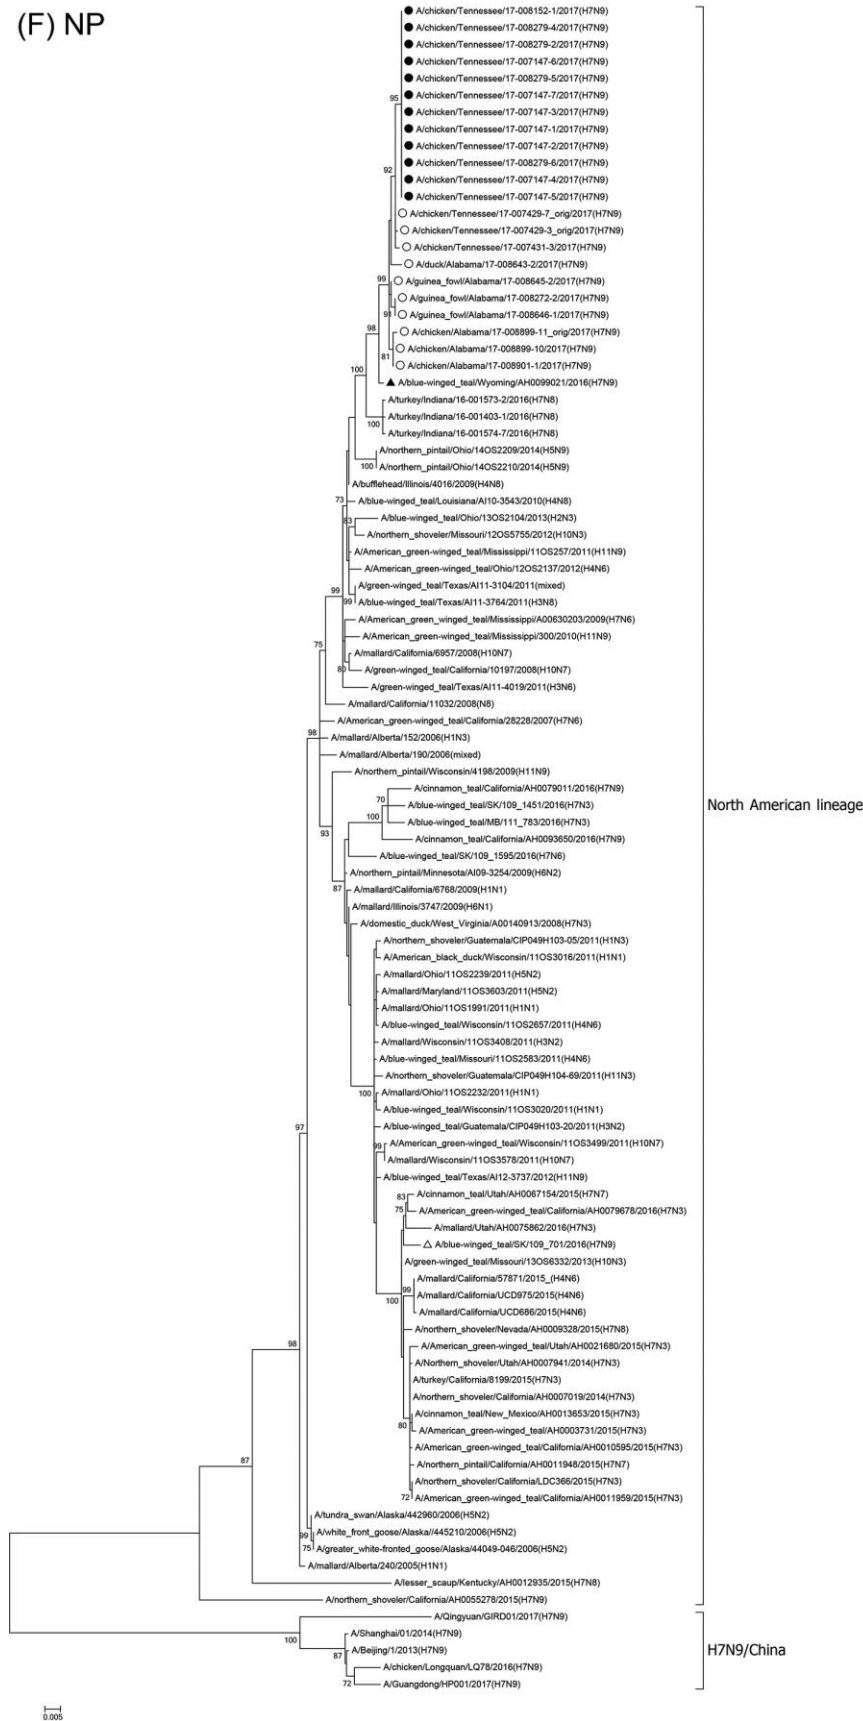 (F) NP
A/chicken/Tennessee/17-008152-1/2017(H7N9)
A/chicken/Tennessee/17-008279-4/2017(H7N9)
A/chicken/Tennessee/17-008279-2/2017(H7N9)
A/chicken/Tennessee/17-007147-6/2017(H7N9)
A/chicken/Tennessee/17-008279-5/2017(H7N9)
95 A/chicken/Tennessee/17-007147-7/2017(H7N9)
A/chicken/Tennessee/17-007147-3/2017(H7N9)
A/chicken/Tennessee/17-007147-1/2017(H7N9)
A/chicken/Tennessee/17-007147-2/2017(H7N9)
92 A/chicken/Tennessee/17-008279-6/2017(H7N9)
A/chicken/Tennessee/17-007147-4/2017(H7N9)
A/chicken/Tennessee/17-007147-5/2017(H7N9)
A/chicken/Tennessee/17-007429-7_orig/2017(H7N9)
A/chicken/Tennessee/17-007429-3_orig/2017(H7N9)
A/chicken/Tennessee/17-007431-3/2017(H7N9)
A/duck/Alabama/17-008643-2/2017(H7N9)
99 A/guinea_fowl/Alabama/17-008645-2/2017(H7N9)
A/guinea_fowl/Alabama/17-008272-2/2017(H7N9)
91 A/guinea_fowl/Alabama/17-008646-1/2017(H7N9)
98 A/chicken/Alabama/17-008899-11_orig/2017(H7N9)
A/chicken/Alabama/17-008899-10/2017(H7N9)
81 A/chicken/Alabama/17-008901-1/2017(H7N9)
100 A/blue-winged_teal/Wyoming/AH0099021/2016(H7N9)
A/turkey/Indiana/16-001573-2/2016(H7N8)
A/turkey/Indiana/16-001403-1/2016(H7N8)
100 A/turkey/Indiana/16-001574-7/2016(H7N8)
A/northern_pintail/Ohio/14OS2209/2014(H5N9)
100 A/northern_pintail/Ohio/14OS2210/2014(H5N9)
A/bufflehead/Illinois/4016/2009(H4N8)
73 A/blue-winged_teal/Louisiana/AI10-3543/2010(H4N8)
83 A/blue-winged_teal/Ohio/13OS2104/2013(H2N3)
A/northern_shoveler/Missouri/12OS5755/2012(H10N3)
A/American_green-winged_teal/Mississippi/11OS257/2011(H11N9)
A/American_green-winged_teal/Ohio/12OS2137/2012(H4N6)
A/green-winged_teal/Texas/AI11-3104/2011(mixed)
99 99 A/blue-winged_teal/Texas/AI11-3764/2011(H3N8)
A/American_green_winged_teal/Mississippi/A00630203/2009(H7N6)
A/American_green-winged_teal/Mississippi/300/2010(H11N9)
75 A/mallard/California/6957/2008(H10N7)
80 A/green-winged_teal/California/10197/2008(H10N7)
A/green-winged_teal/Texas/AI11-4019/2011(H3N6)
A/mallard/California/11032/2008(N8)
A/American_green-winged_teal/California/28228/2007(H7N6)
98 A/mallard/Alberta/152/2006(H1N3)
A/mallard/Alberta/190/2006(mixed)
A/northern_pintail/Wisconsin/4198/2009(H11N9)
A/cinnamon_teal/California/AH0079011/2016(H7N9)
70 A/blue-winged_teal/SK/109_1451/2016(H7N3)
North American lineage
100 A/blue-winged_teal/MB/111_783/2016(H7N3)
93 A/cinnamon_teal/California/AH0093650/2016(H7N9)
A/blue-winged_teal/SK/109_1595/2016(H7N6)
A/northern_pintail/Minnesota/AI09-3254/2009(H6N2)
87 A/mallard/California/6768/2009(H1N1)
A/mallard/Illinois/3747/2009(H6N1)
A/domestic_duck/West_Virginia/A00140913/2008(H7N3)
A/northern_shoveler/Guatemala/CIP049H103-05/2011(H1N3)
A/American_black_duck/Wisconsin/11OS3016/2011(H1N1)
A/mallard/Ohio/11OS2239/2011(H5N2)
A/mallard/Maryland/11OS3603/2011(H5N2)
A/mallard/Ohio/11OS1991/2011(H1N1)
A/blue-winged_teal/Wisconsin/11OS2657/2011(H4N6)
A/mallard/Wisconsin/11OS3408/2011(H3N2)
A/blue-winged_teal/Missouri/11OS2583/2011(H4N6)
A/northern_shoveler/Guatemala/CIP049H104-69/2011(H11N3)
100 A/mallard/Ohio/11OS2232/2011(H1N1)
A/blue-winged_teal/Wisconsin/11OS3020/2011(H1N1)
97 A/blue-winged_teal/Guatemala/CIP049H103-20/2011(H3N2)
99 A/American_green-winged_teal/Wisconsin/11OS3499/2011(H10N7)
A/mallard/Wisconsin/11OS3578/2011(H10N7)
A/blue-winged_teal/Texas/AI12-3737/2012(H11N9)
83 A/cinnamon_teal/Utah/AH0067154/2015(H7N7)
75 A/American_green-winged_teal/California/AH0079678/2016(H7N3)
A/mallard/Utah/AH0075862/2016(H7N3)
A/blue-winged_teal/SK/109_701/2016(H7N9)
A/green-winged_teal/Missouri/13OS6332/2013(H10N3)
A/mallard/California/57871/2015_(H4N6)
100 99 A/mallard/California/UCD975/2015(H4N6)
A/mallard/California/UCD686/2015(H4N6)
A/northern_shoveler/Nevada/AH0009328/2015(H7N8)
98 A/American_green-winged_teal/Utah/AH0021680/2015(H7N3)
A/Northern_shoveler/Utah/AH0007941/2014(H7N3)
A/turkey/California/8199/2015(H7N3)
A/northern_shoveler/California/AH0007019/2014(H7N3)
A/cinnamon_teal/New_Mexico/AH0013653/2015(H7N3)
80 A/American_green-winged_teal/AH0003731/2015(H7N3)
A/American_green-winged_teal/California/AH0010595/2015(H7N3)
87 A/northern_pintail/California/AH0011948/2015(H7N7)
A/northern_shoveler/California/LDC366/2015(H7N3)
72 A/American_green-winged_teal/California/AH0011959/2015(H7N3)
A/tundra_swan/Alaska/442960/2006(H5N2)
99 A/white_front_goose/Alaska//445210/2006(H5N2)
75 A/greater_white-fronted_goose/Alaska/44049-046/2006(H5N2)
A/mallard/Alberta/240/2005(H1N1)
A/lesser_scaup/Kentucky/AH0012935/2015(H7N8)
A/northern_shoveler/California/AH0055278/2015(H7N9)
A/Qingyuan/GIRD01/2017(H7N9)
100 A/Shanghai/01/2014(H7N9)
87 A/Beijing/1/2013(H7N9)
H7N9/China
A/chicken/Longquan/LQ78/2016(H7N9)
72 A/Guangdong/HP001/2017(H7N9)
0.005